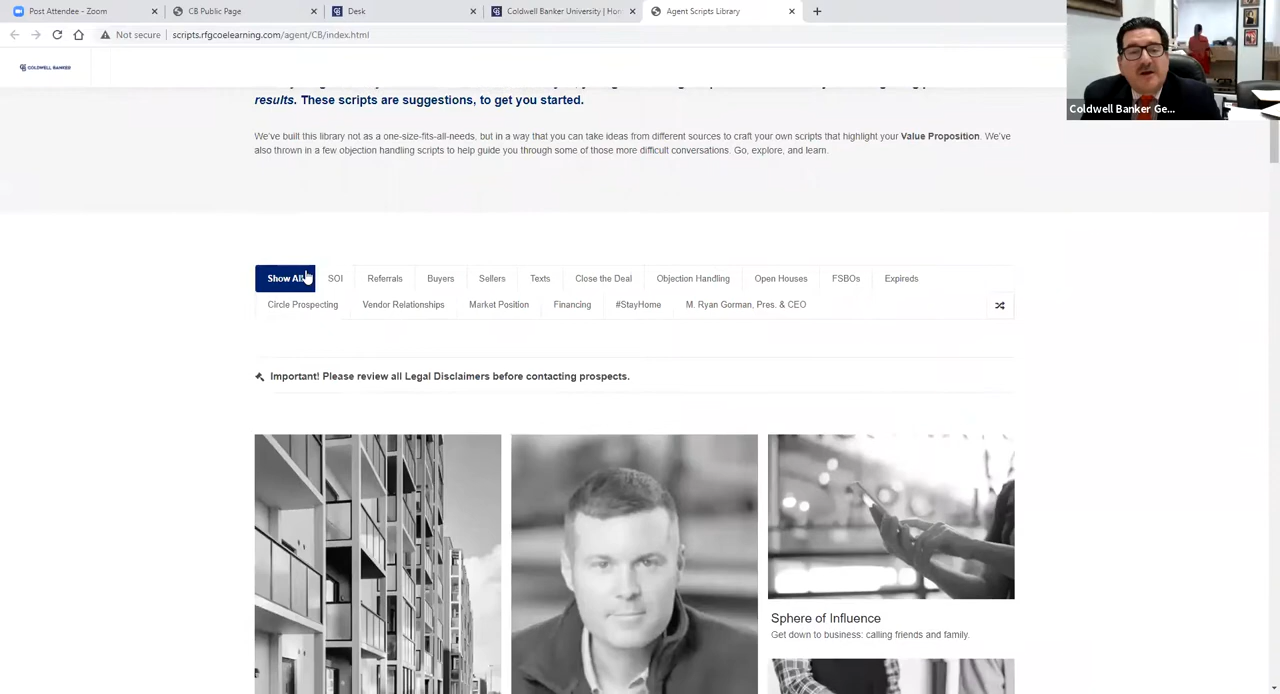 Post Attendee - Zoom
CB Public Page
Desk
Coldwell Banker University | Hor
Agent Scripts Library
Not secure
scripts.rfgcoelearning.com/agent/CB/index.html
COLDWELL BANKER
Coldwell Banker Ge...
results. These scripts are suggestions, to get you started.
We've built this library not as a one-size-fits-all-needs, but in a way that you can take ideas from different sources to craft your own scripts that highlight your Value Proposition. We've
also thrown in a few objection handling scripts to help guide you through some of those more difficult conversations. Go, explore, and learn.
Show All
SOI
Referrals
Buyers
Sellers
Texts
Close the Deal
Objection Handling
Open Houses
FSBOs
Expireds
Circle Prospecting
Vendor Relationships
Market Position
Financing
#StayHome
M. Ryan Gorman, Pres. & CEO
Important! Please review all Legal Disclaimers before contacting prospects.
Sphere of Influence
Get down to business: calling friends and family.